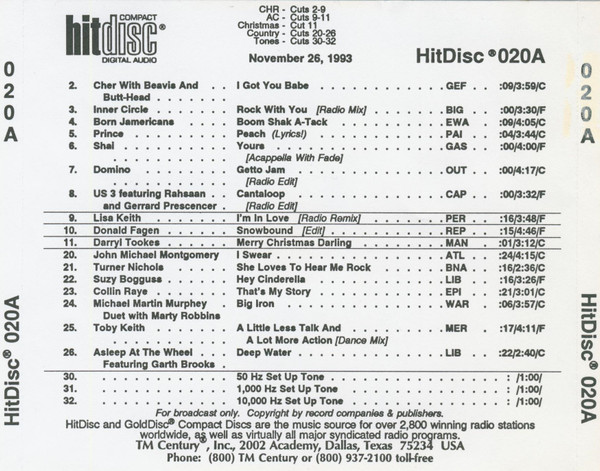 CHR - Cuts 2-9
AC - Cuts 9-11
Christmas - Cut 11
Country - Cuts 20-26
Tones - Cuts 30-32
hitdisc®
COMPACT
DIGITAL AUDIO
November 26, 1993
HitDisc® 020A
020A
020A
2. Cher With Beavis And . . I Got You Babe . . . . . . . . . . . GEF . . :09/3:59/C
Butt-Head . . . . . . . .
3. Inner Circle . . . . . . . . Rock With You [Radio Mix] . . . . . BIG . . :00/3:30/F
4. Born Jamericans . . . . . Boom Shak A-Tack . . . . . . . . . EWA . . :09/4:05/C
5. Prince . . . . . . . . . . . Peach (Lyrics!) . . . . . . . . . . . PAI . . :04/3:44/C
6. Shai . . . . . . . . . . . . Yours . . . . . . . . . . . . . . . . GAS . . :00/4:00/F
. . . . . . . . . . . . . [Acappella With Fade]
7. Domino . . . . . . . . . . Getto Jam . . . . . . . . . . . . . OUT . . :00/4:17/C
. . . . . . . . . . . . . [Radio Edit]
8. US 3 featuring Rahsaan . . Cantaloop . . . . . . . . . . . . . CAP . . :00/3:32/F
and Gerrard Prescencer . [Radio Edit]
9. Lisa Keith . . . . . . . . . I'm In Love [Radio Remix] . . . . . PER . . :16/3:48/F
10. Donald Fagen . . . . . . . Snowbound [Edit] . . . . . . . . . REP . . :15/4:46/F
11. Darryl Tookes . . . . . . . Merry Christmas Darling . . . . . . MAN . . :01/3:12/C
20. John Michael Montgomery I Swear . . . . . . . . . . . . . . . ATL . . :24/4:15/C
21. Turner Nichols . . . . . . She Loves To Hear Me Rock . . . . BNA . . :16/2:36/C
22. Suzy Bogguss . . . . . . . Hey Cinderella . . . . . . . . . . . LIB . . :16/3:26/F
23. Collin Raye . . . . . . . . That's My Story . . . . . . . . . . EPI . . :21/3:01/C
24. Michael Martin Murphey Big Iron . . . . . . . . . . . . . . WAR . . :06/3:57/C
Duet with Marty Robbins
25. Toby Keith . . . . . . . . A Little Less Talk And . . . . . . . MER . . :17/4:11/F
. . . . . . . . . . . . . A Lot More Action [Dance Mix]
26. Asleep At The Wheel . . . Deep Water . . . . . . . . . . . . . LIB . . :22/2:40/C
Featuring Garth Brooks .
30. . . . . . . . . . . . . . . 50 Hz Set Up Tone . . . . . . . . . . . . . : /1:00/
31. . . . . . . . . . . . . . . 1,000 Hz Set Up Tone . . . . . . . . . . . : /1:00/
32. . . . . . . . . . . . . . . 10,000 Hz Set Up Tone . . . . . . . . . . : /1:00/
For broadcast only. Copyright by record companies & publishers.
HitDisc and GoldDisc® Compact Discs are the music source for over 2,800 winning radio stations
worldwide, as well as virtually all major syndicated radio programs.
TM Century®, Inc., 2002 Academy, Dallas, Texas 75234 USA
Phone: (800) TM Century or (800) 937-2100 toll-free
HitDisc® 020A
HitDisc® 020A